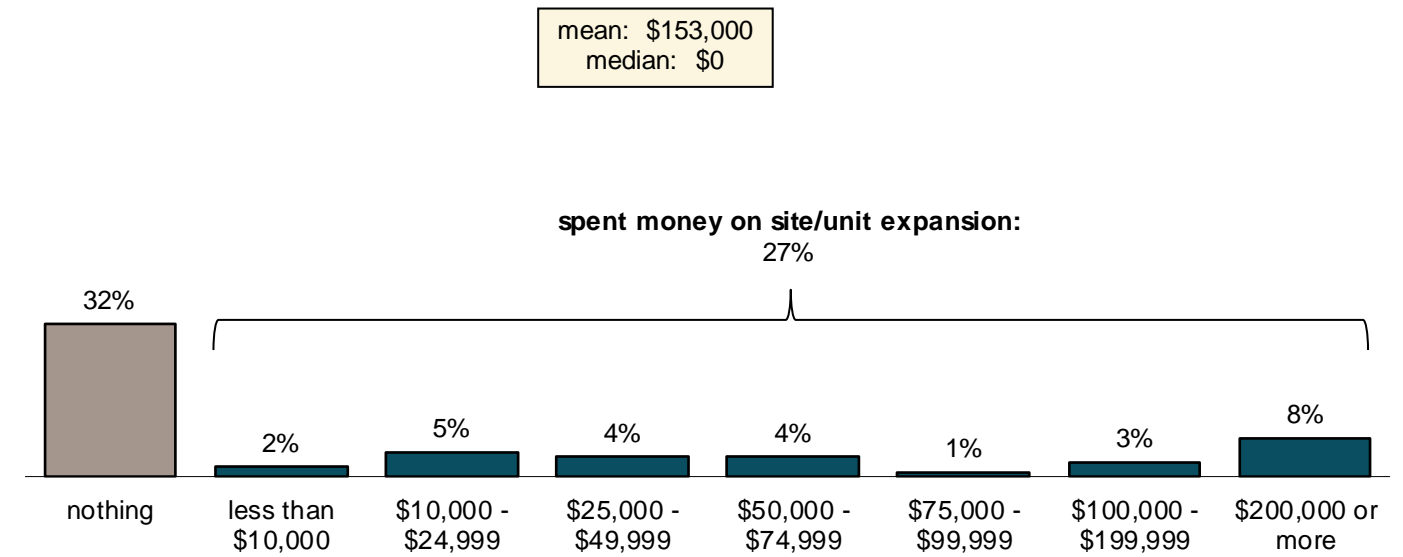 mean: $153,000
median: $0
spent money on site/unit expansion:
27%
32%
2%
5%
4%
4%
1%
3%
8%
nothing
less than
$10,000
$10,000 -
$24,999
$25,000 -
$49,999
$50,000 -
$74,999
$75,000 -
$99,999
$100,000 -
$199,999
$200,000 or
more